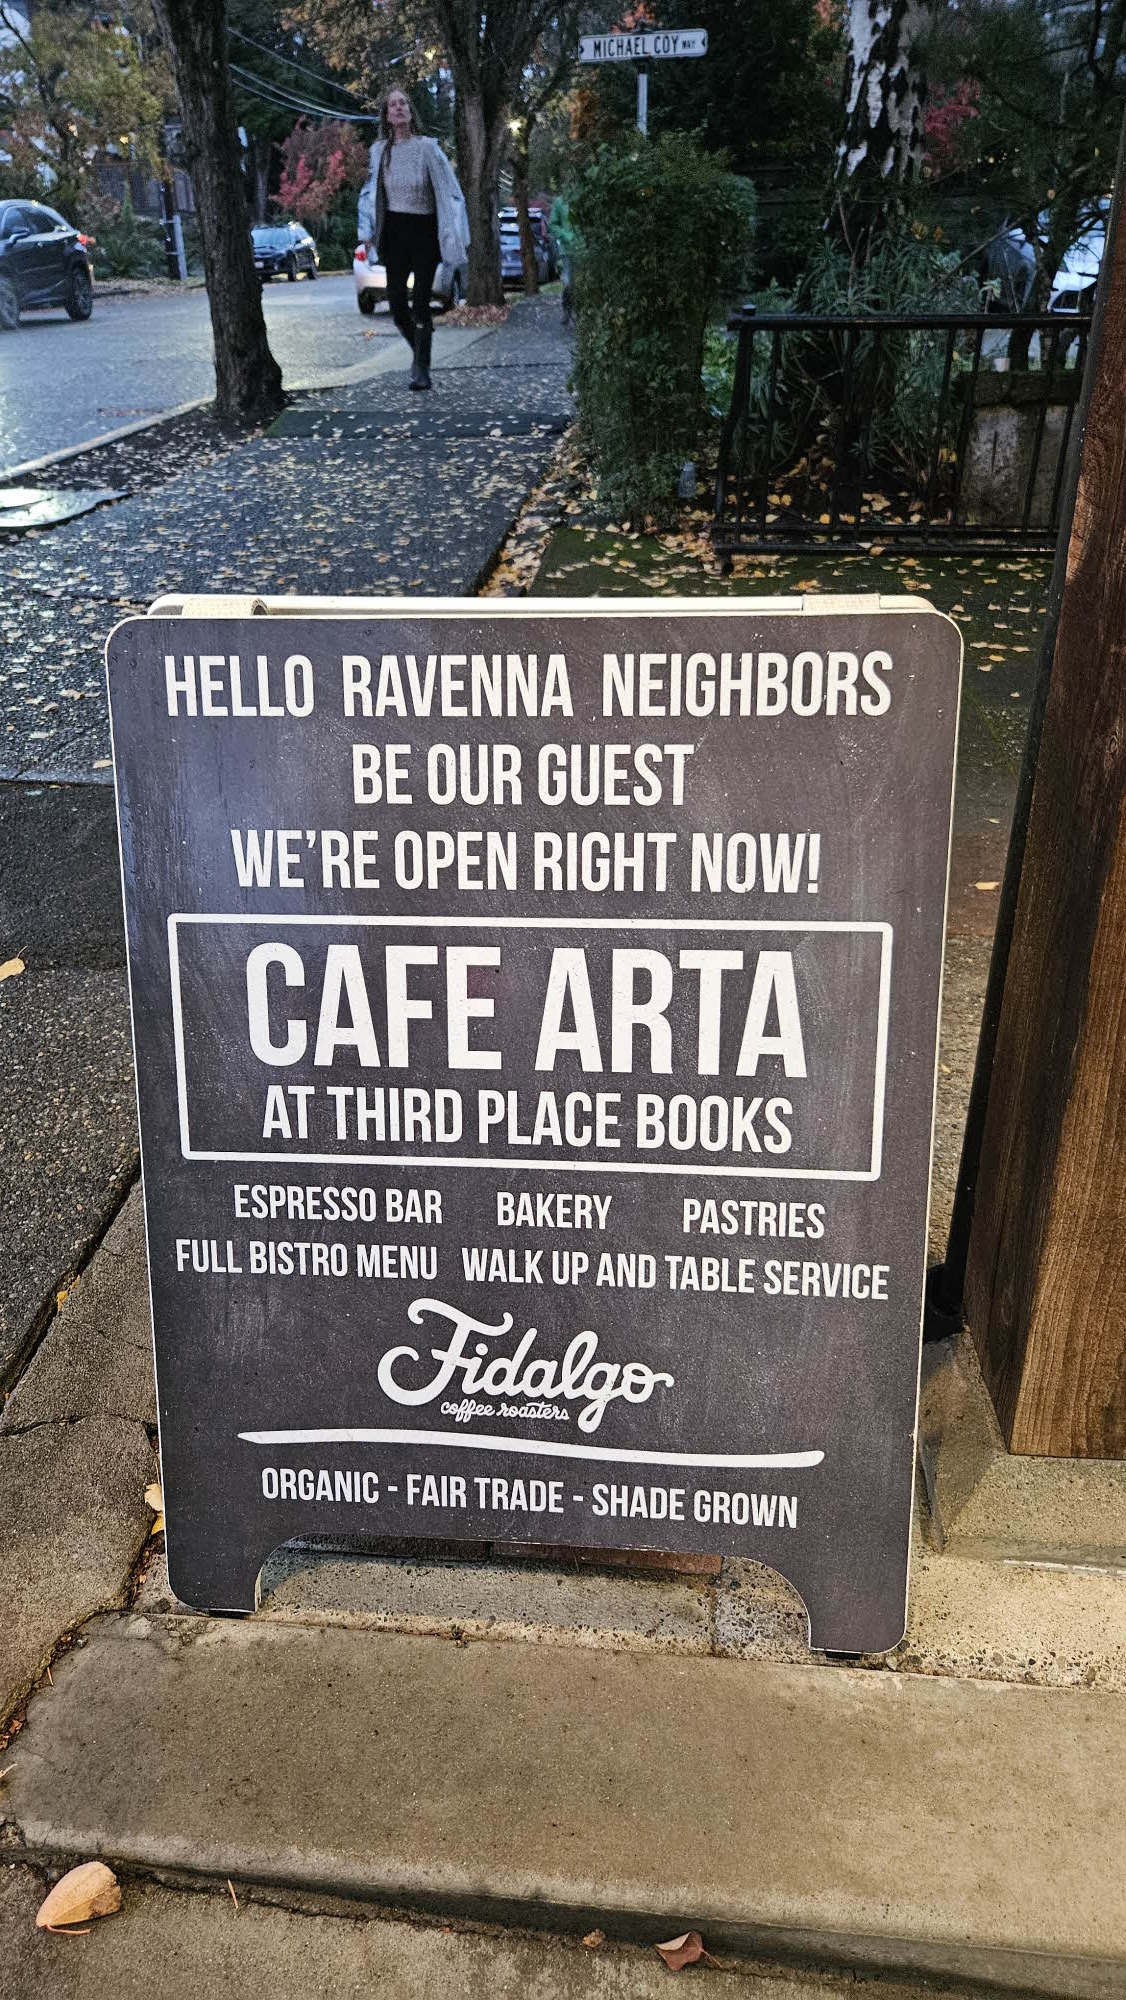 MICHAEL COY WAY
HELLO RAVENNA NEIGHBORS
BE OUR GUEST
WE'RE OPEN RIGHT NOW!
CAFE ARTA
AT THIRD PLACE BOOKS
ESPRESSO BAR BAKERY PASTRIES
FULL BISTRO MENU WALK UP AND TABLE SERVICE
Fidalgo
coffee roasters
ORGANIC - FAIR TRADE - SHADE GROWN